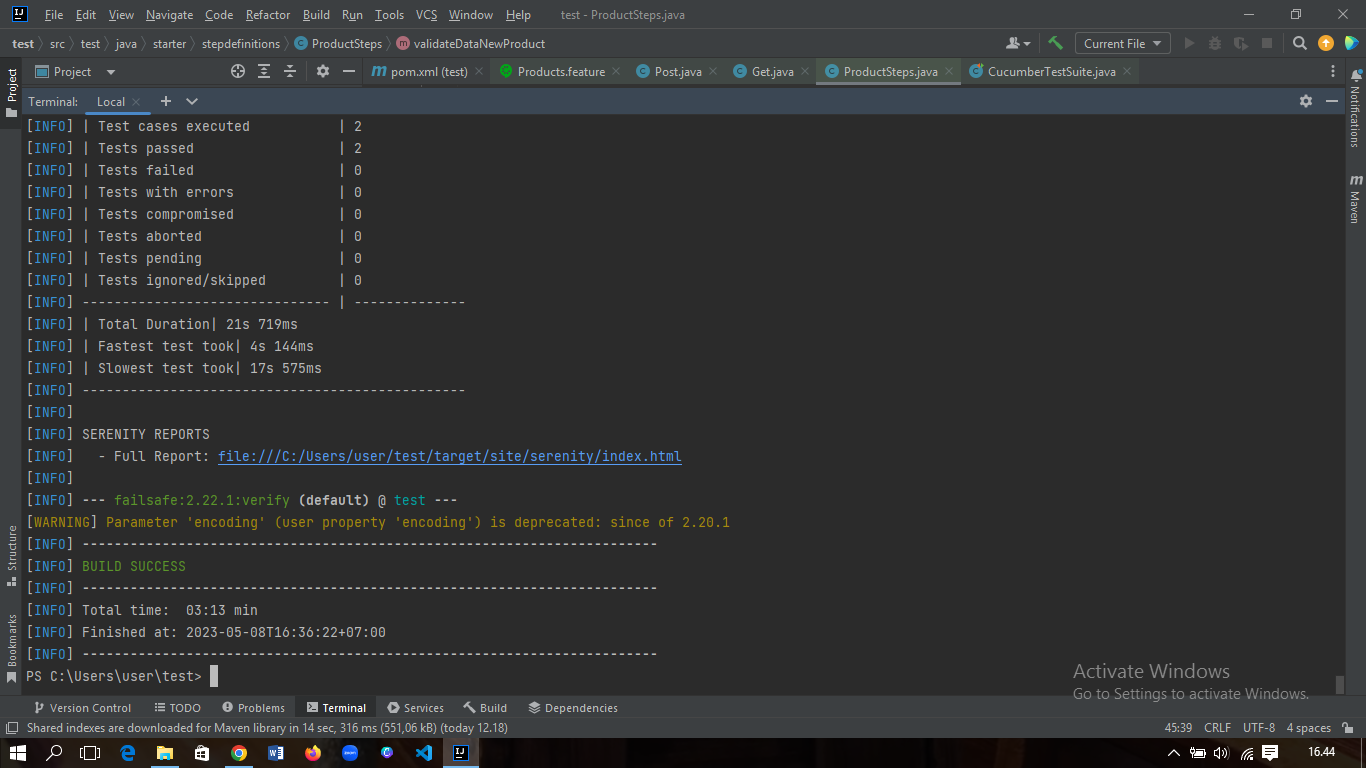 File Edit View Navigate Code Refactor Build Run Tools VCS Window Help test - ProductSteps.java
test src test java starter stepdefinitions ProductSteps validateDataNewProduct Current File
Project pom.xml (test) Products.feature Post.java Get.java ProductSteps.java CucumberTestSuite.java
Terminal: Local
[INFO] | Test cases executed | 2
[INFO] | Tests passed | 2
[INFO] | Tests failed | 0
[INFO] | Tests with errors | 0
[INFO] | Tests compromised | 0
[INFO] | Tests aborted | 0
[INFO] | Tests pending | 0
[INFO] | Tests ignored/skipped | 0
[INFO] ------------------------------- | --------------
[INFO] | Total Duration| 21s 719ms
[INFO] | Fastest test took| 4s 144ms
[INFO] | Slowest test took| 17s 575ms
[INFO] ------------------------------------------------
[INFO]
[INFO] SERENITY REPORTS
[INFO]   - Full Report: file:///C:/Users/user/test/target/site/serenity/index.html
[INFO]
[INFO] --- failsafe:2.22.1:verify (default) @ test ---
[WARNING] Parameter 'encoding' (user property 'encoding') is deprecated: since of 2.20.1
[INFO] ------------------------------------------------------------------------
[INFO] BUILD SUCCESS
[INFO] ------------------------------------------------------------------------
[INFO] Total time:  03:13 min
[INFO] Finished at: 2023-05-08T16:36:22+07:00
[INFO] ------------------------------------------------------------------------
PS C:\Users\user\test>
Project
Structure
Bookmarks
Notifications
m Maven
Activate Windows
Go to Settings to activate Windows.
Version Control TODO Problems Terminal Services Build Dependencies
Shared indexes are downloaded for Maven library in 14 sec, 316 ms (551,06 kB) (today 12.18) 45:39 CRLF UTF-8 4 spaces
16.44